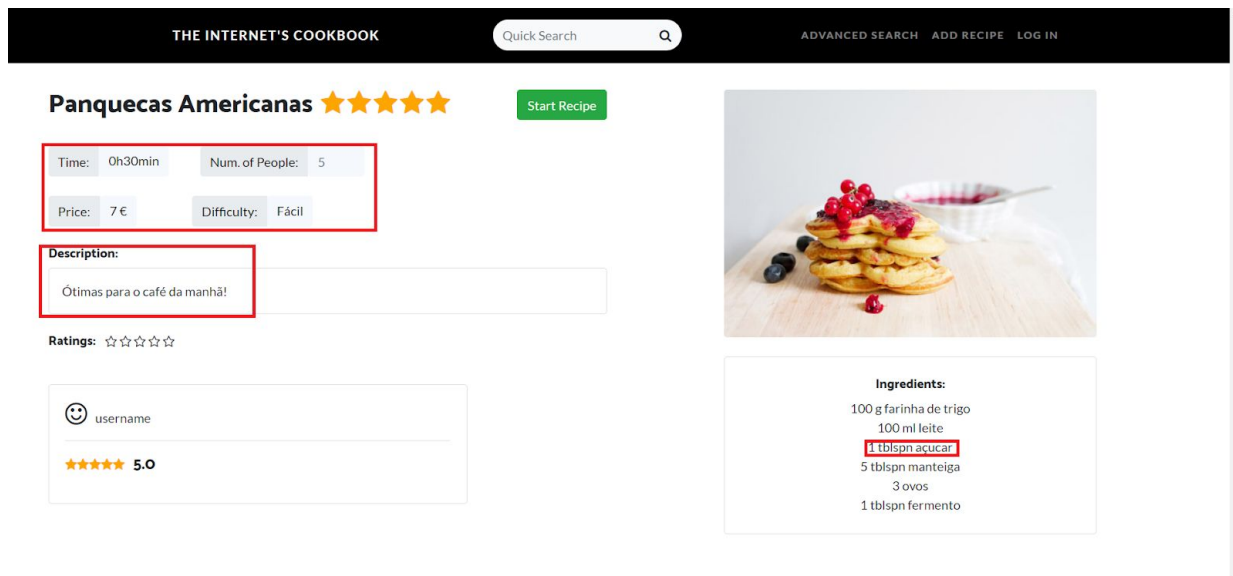 THE INTERNET'S COOKBOOK
Quick Search
ADVANCED SEARCH ADD RECIPE LOG IN
Panquecas Americanas
Start Recipe
Time: 0h30min Num. of People: 5
Price: 7 € Difficulty: Fácil
Description:
Ótimas para o café da manhã!
Ratings:
username
5.0
Ingredients:
100 g farinha de trigo
100 ml leite
1 tblspn açucar
5 tblspn manteiga
3 ovos
1 tblspn fermento